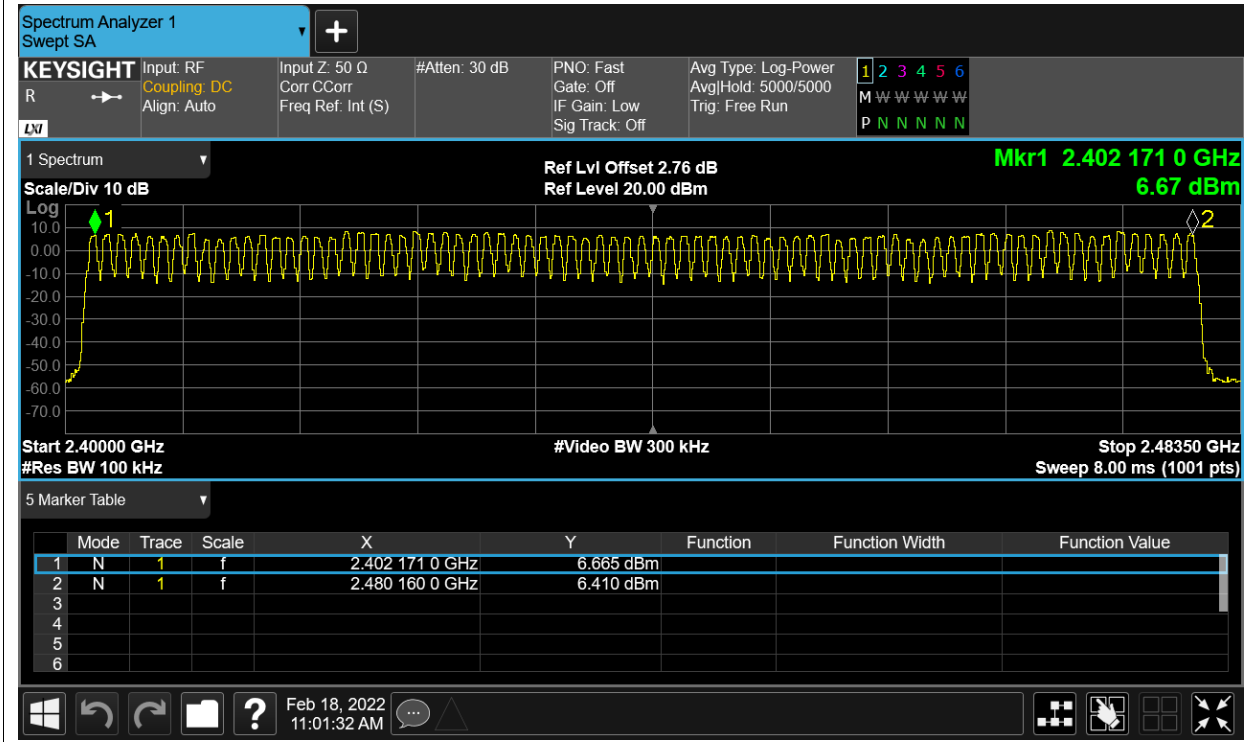 Spectrum Analyzer 1
Swept SA
+
KEYSIGHT Input: RF Input Z: 50 Ω #Atten: 30 dB PNO: Fast Avg Type: Log-Power 1 2 3 4 5 6
R Coupling: DC Corr CCorr Gate: Off Avg|Hold: 5000/5000 M W W W W W
Align: Auto Freq Ref: Int (S) IF Gain: Low Trig: Free Run
LXI Sig Track: Off P N N N N N
1 Spectrum Ref Lvl Offset 2.76 dB Mkr1 2.402 171 0 GHz
Scale/Div 10 dB Ref Level 20.00 dBm 6.67 dBm
Log
1 2
10.0
0.00
-10.0
-20.0
-30.0
-40.0
-50.0
-60.0
-70.0
Start 2.40000 GHz #Video BW 300 kHz Stop 2.48350 GHz
#Res BW 100 kHz Sweep 8.00 ms (1001 pts)
5 Marker Table
Mode Trace Scale X Y Function Function Width Function Value
1 N 1 f 2.402 171 0 GHz 6.665 dBm
2 N 1 f 2.480 160 0 GHz 6.410 dBm
3
4
5
6
? Feb 18, 2022
11:01:32 AM